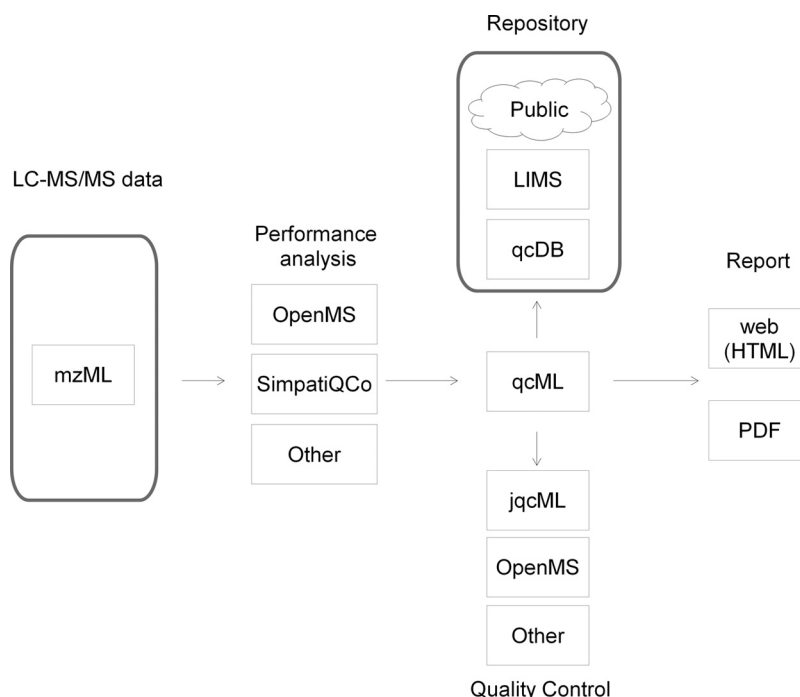 Repository
Public
LIMS
qcDB
LC-MS/MS data
mzML
Performance
analysis
OpenMS
SimpatiQCo
Other
qcML
jqcML
OpenMS
Other
Quality Control
Report
web
(HTML)
PDF